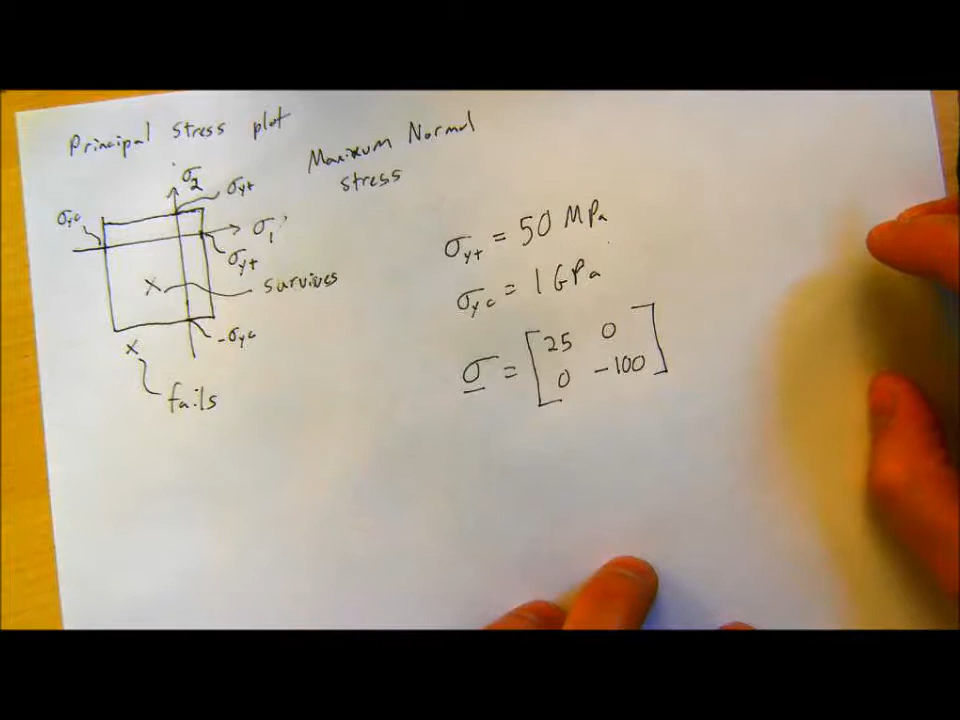 Principal stress plot
Maximum Normal
stress
σ2
σyt
σyc
σ1
σyt
X
survives
-σyc
X
fails
σyt = 50 MPa
σyc = 1 GPa
σ = [25 0
0 -100]